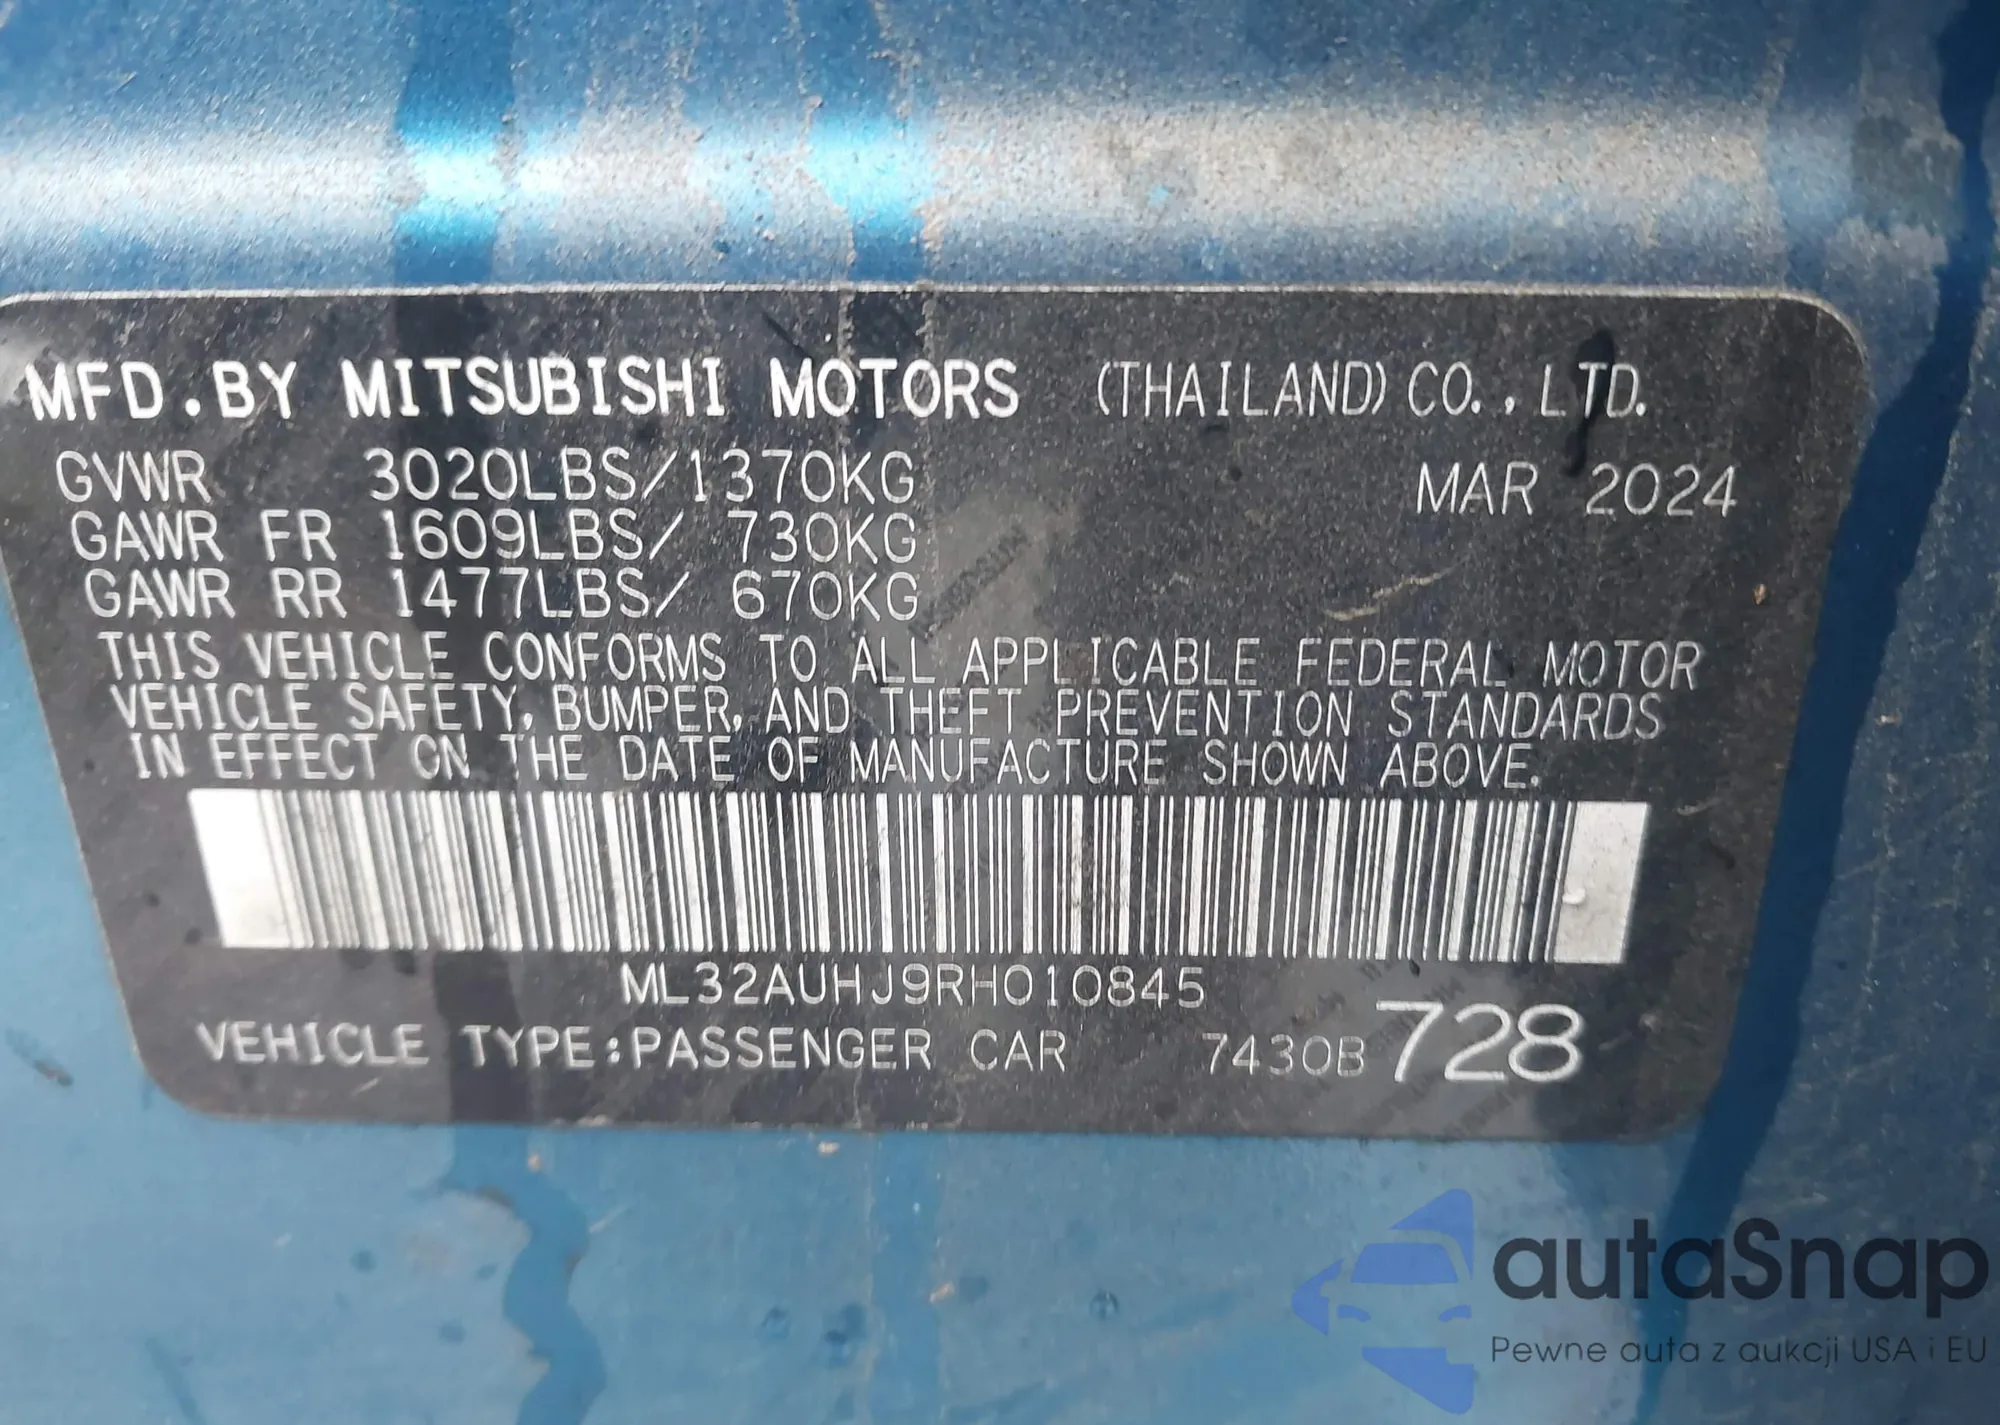 MFD.BY MITSUBISHI MOTORS (THAILAND) CO.,LTD.
GVWR 3020LBS/1370KG MAR 2024
GAWR FR 1609LBS/ 730KG
GAWR RR 1477LBS/ 670KG
THIS VEHICLE CONFORMS TO ALL APPLICABLE FEDERAL MOTOR
VEHICLE SAFETY, BUMPER, AND THEFT PREVENTION STANDARDS
IN EFFECT ON THE DATE OF MANUFACTURE SHOWN ABOVE.
ML32AUHJ9RH010845
VEHICLE TYPE:PASSENGER CAR 7430B 728
autaSnap
Pewne auta z aukcji USA i EU